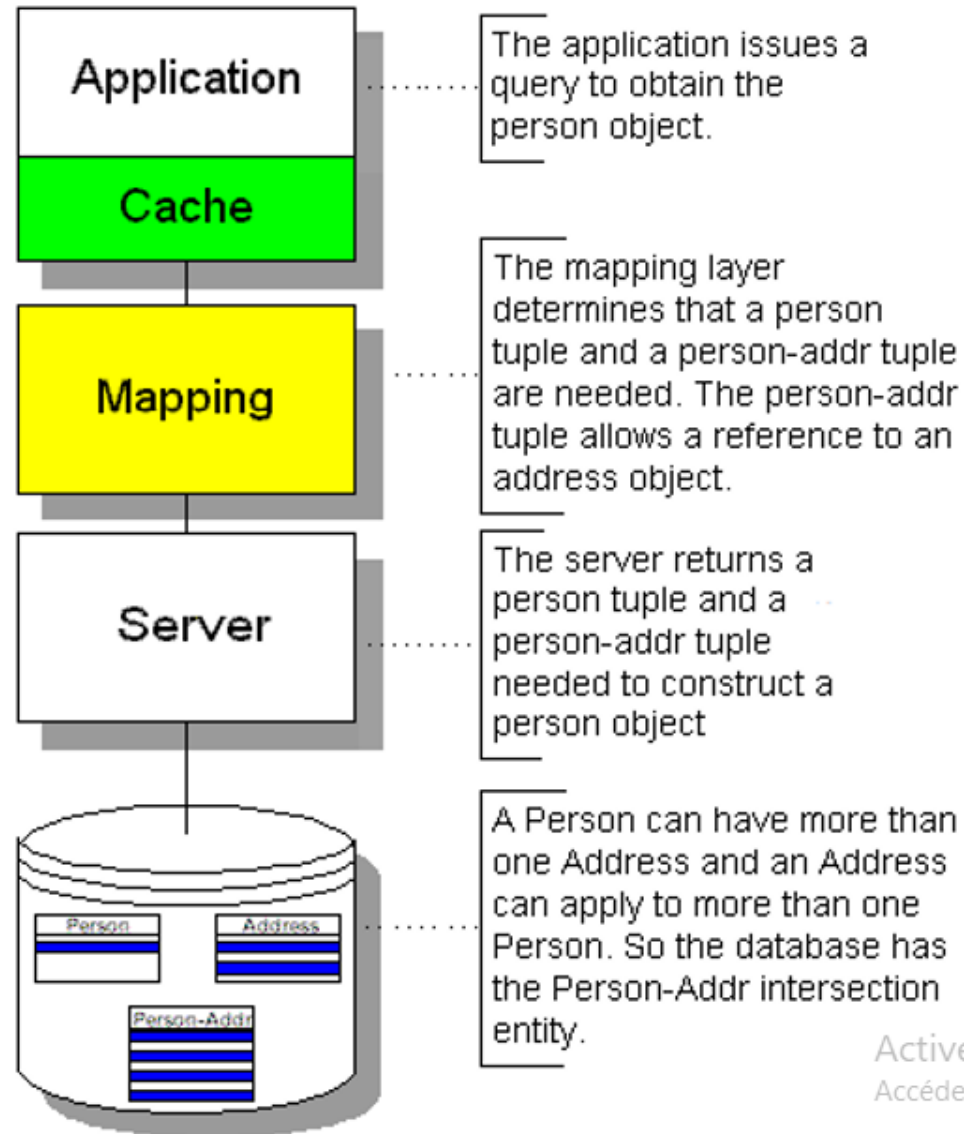 Application
The application issues a
query to obtain the
person object.
Cache
Mapping
The mapping layer
determines that a person
tuple and a person-addr tuple
are needed. The person-addr
tuple allows a reference to an
address object.
Server
The server returns a
person tuple and a
person-addr tuple
needed to construct a
person object
Person
Address
Person-Addr
A Person can have more than
one Address and an Address
can apply to more than one
Person. So the database has
the Person-Addr intersection
entity.
Active
Accéde